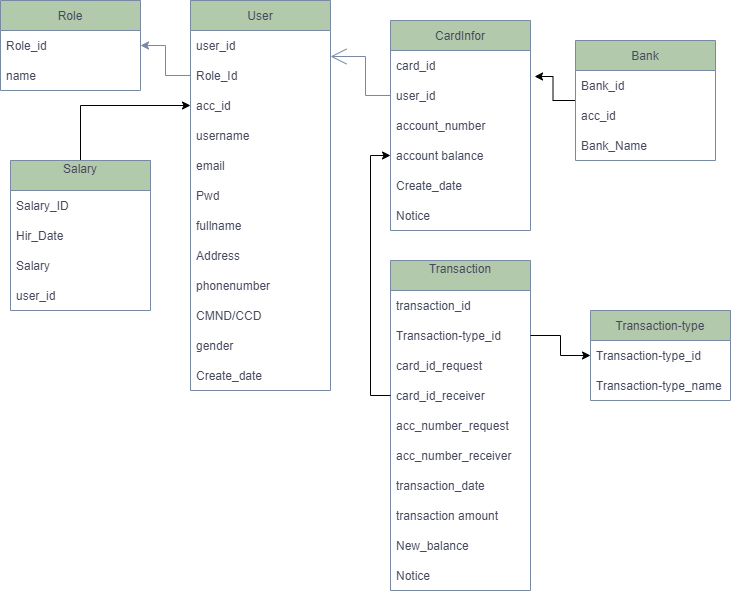 Role
Role_id
name
User
user_id
Role_Id
acc_id
username
email
Pwd
fullname
Address
phonenumber
CMND/CCD
gender
Create_date
CardInfor
card_id
user_id
account_number
account balance
Create_date
Notice
Bank
Bank_id
acc_id
Bank_Name
Salary
Salary_ID
Hir_Date
Salary
user_id
Transaction
transaction_id
Transaction-type_id
card_id_request
card_id_receiver
acc_number_request
acc_number_receiver
transaction_date
transaction amount
New_balance
Notice
Transaction-type
Transaction-type_id
Transaction-type_name